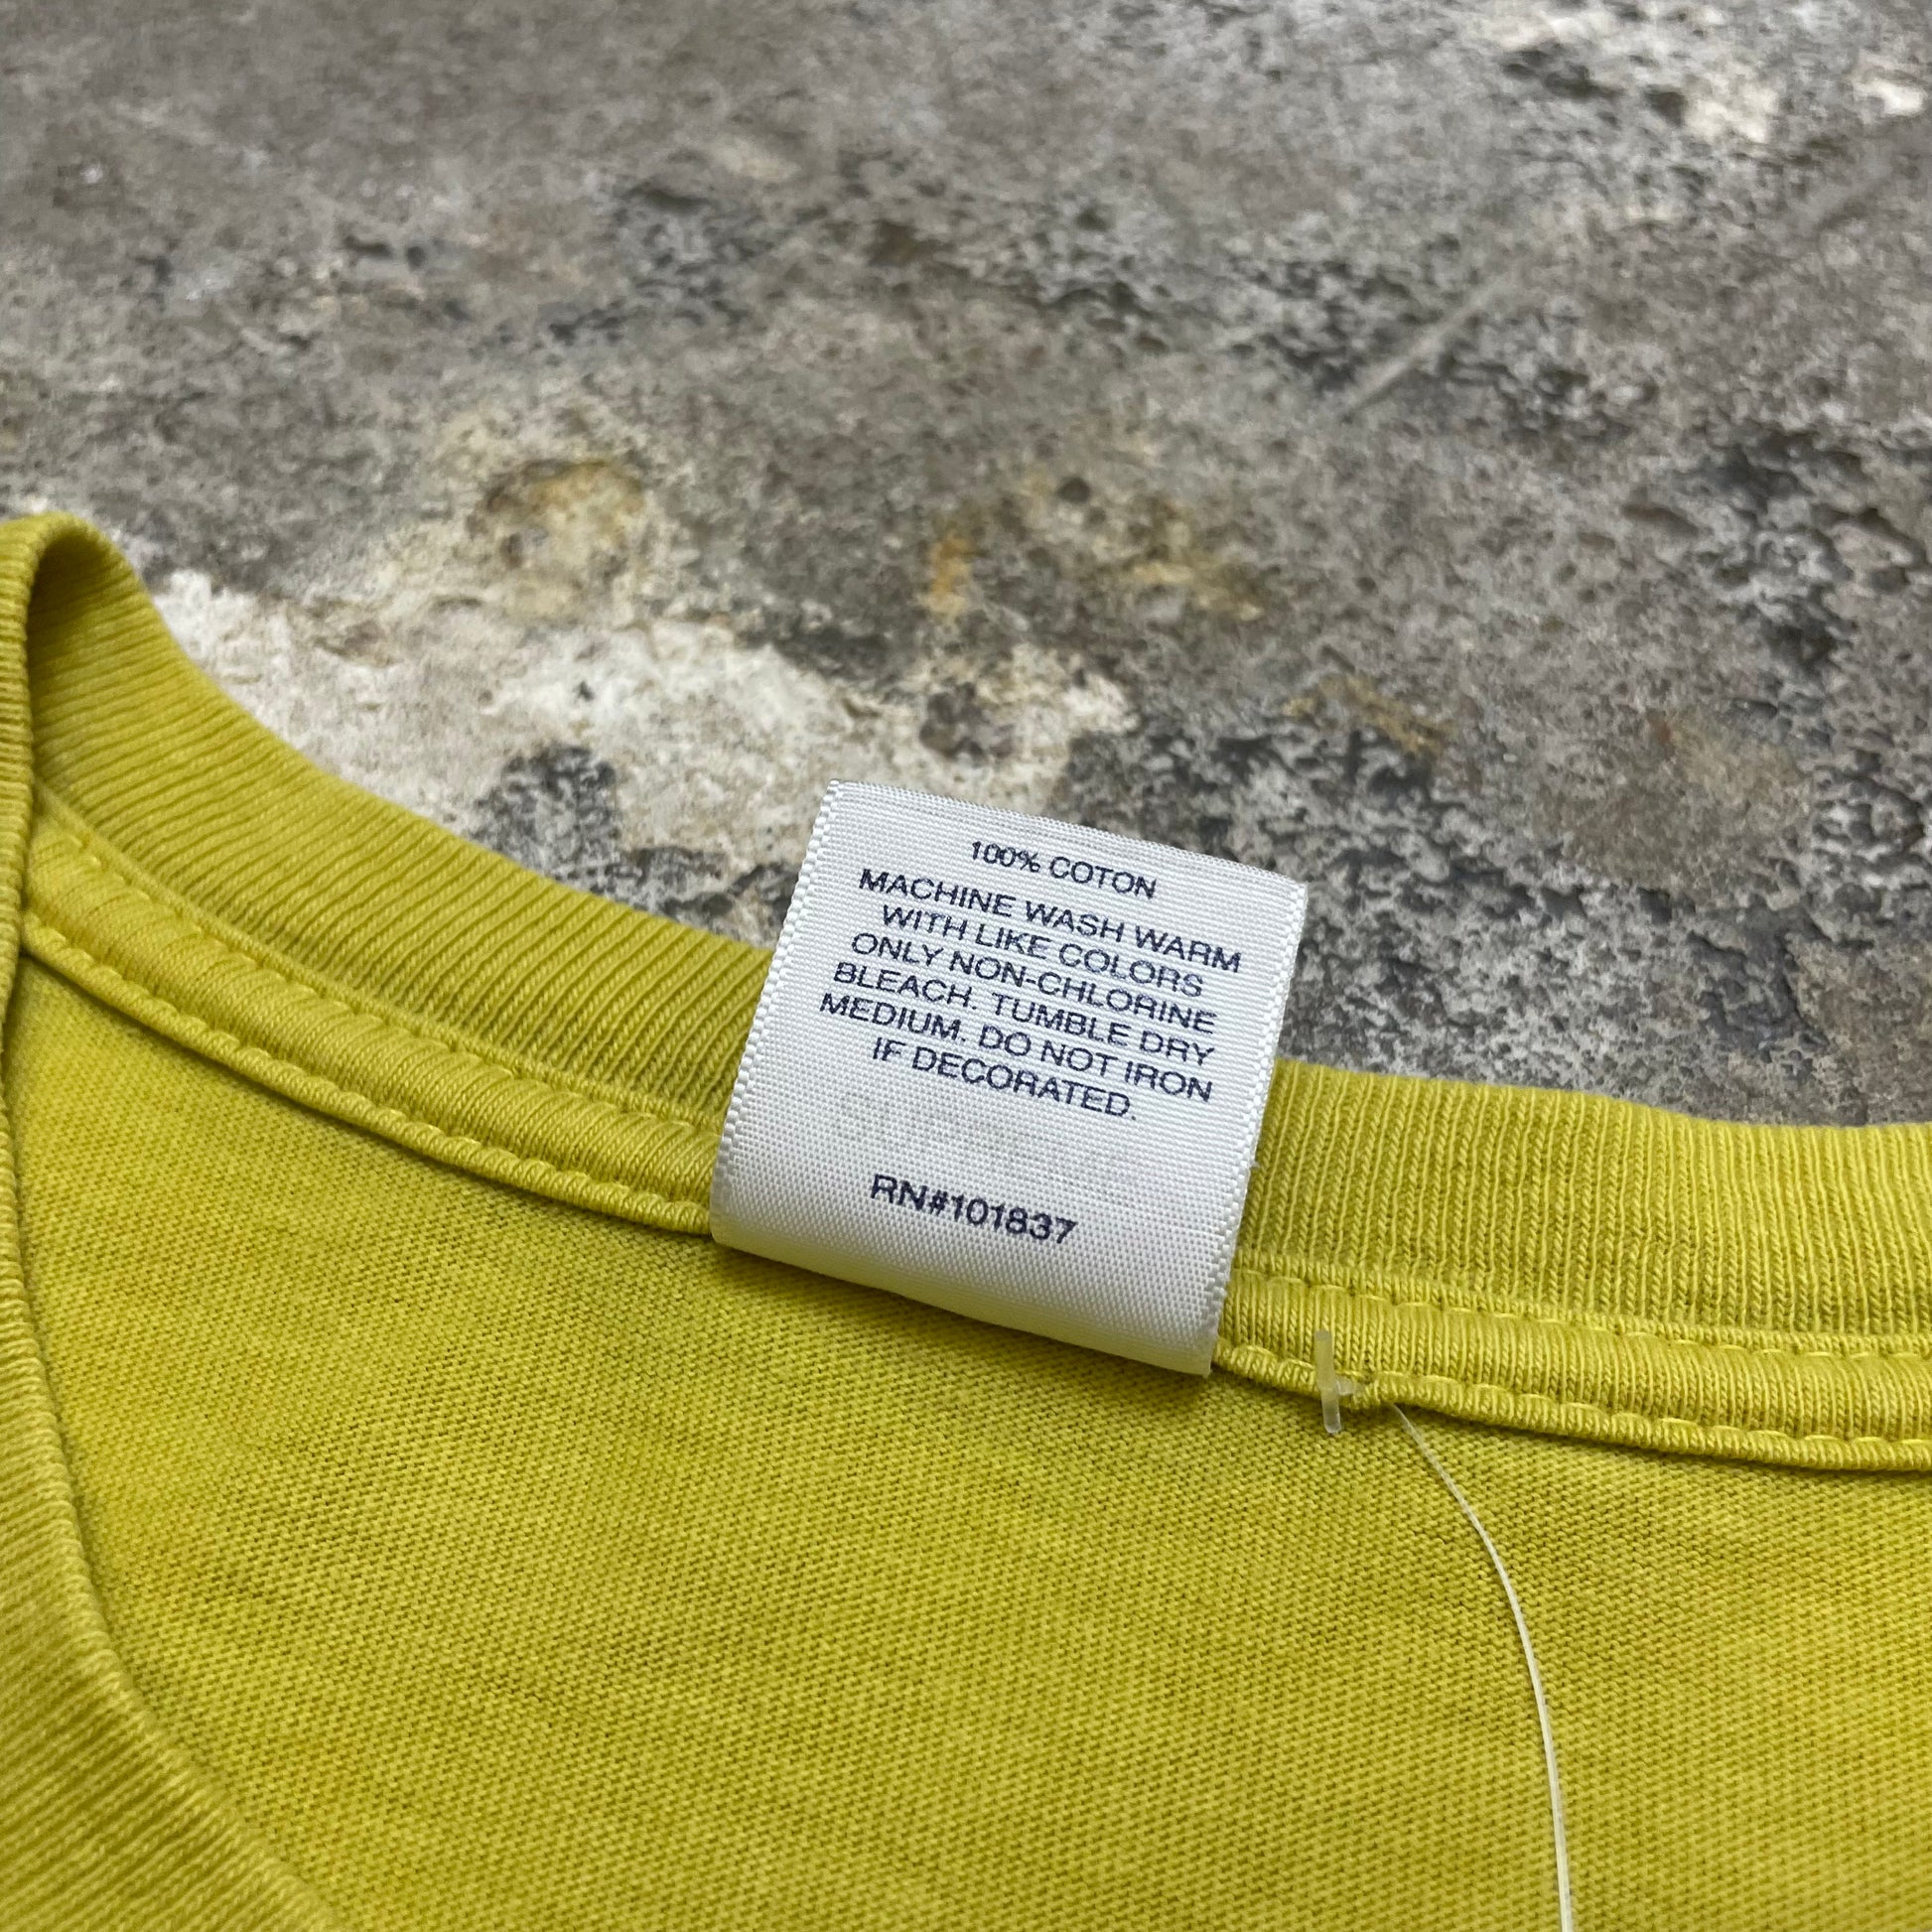 100% COTON
MACHINE WASH WARM
WITH LIKE COLORS
ONLY NON-CHLORINE
BLEACH. TUMBLE DRY
MEDIUM. DO NOT IRON
IF DECORATED.
RN#101837